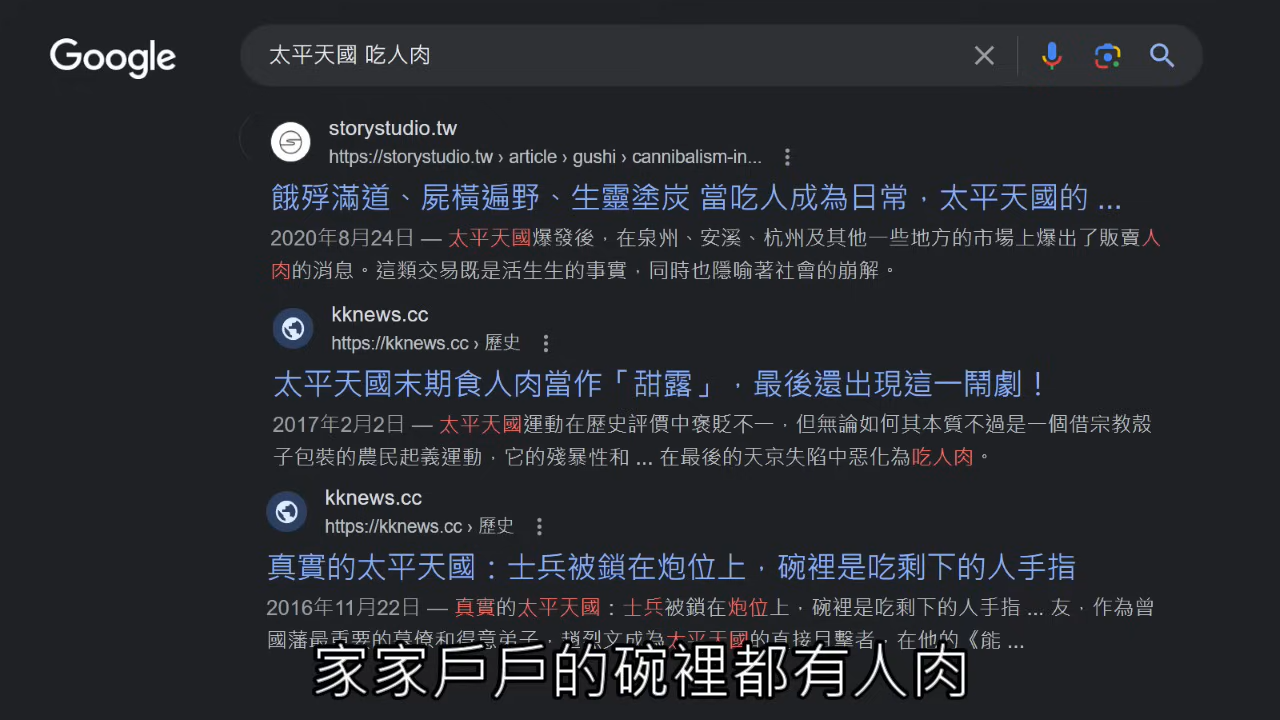 Google
太平天國 吃人肉
storystudio.tw
https://storystudio.tw › article › gushi › cannibalism-in...
餓殍滿道、屍橫遍野、生靈塗炭 當吃人成為日常，太平天國的 ...
2020年8月24日 — 太平天國爆發後，在泉州、安溪、杭州及其他一些地方的市場上爆出了販賣人
肉的消息。這類交易既是活生生的事實，同時也隱喻著社會的崩解。
kknews.cc
https://kknews.cc › 歷史
太平天國末期食人肉當作「甜露」，最後還出現這一鬧劇！
2017年2月2日 — 太平天國運動在歷史評價中褒貶不一，但無論如何其本質不過是一個借宗教殼
子包裝的農民起義運動，它的殘暴性和 ... 在最後的天京失陷中惡化為吃人肉。
kknews.cc
https://kknews.cc › 歷史
真實的太平天國：士兵被鎖在炮位上，碗裡是吃剩下的人手指
2016年11月22日 — 真實的太平天國：士兵被鎖在炮位上，碗裡是吃剩下的人手指 ... 友，作為曾
國藩最重要的幕僚和得意弟子，趙烈文成為太平天國的直接目擊者，在他的《能 ...
家家戶戶的碗裡都有人肉